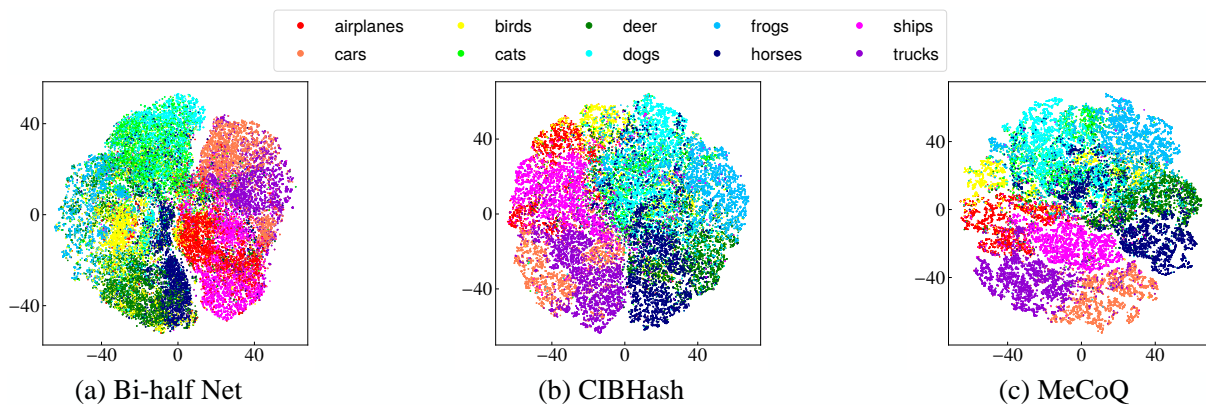 airplanes birds deer frogs ships
cars cats dogs horses trucks
40
0
−40
−40 0 40
(a) Bi-half Net
40
0
−40
−40 0 40
(b) CIBHash
40
0
−40
−40 0 40
(c) MeCoQ